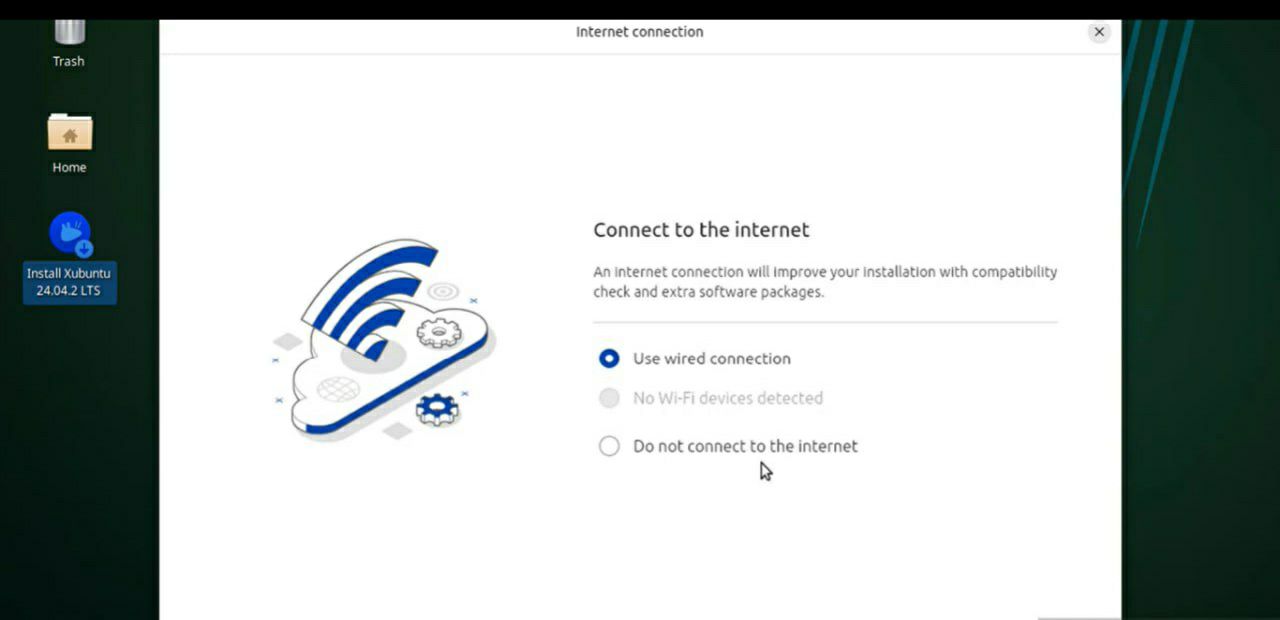 Internet connection
Trash
Home
Install Xubuntu
24.04.2 LTS
Connect to the internet
An internet connection will improve your installation with compatibility
check and extra software packages.
Use wired connection
No Wi-Fi devices detected
Do not connect to the internet